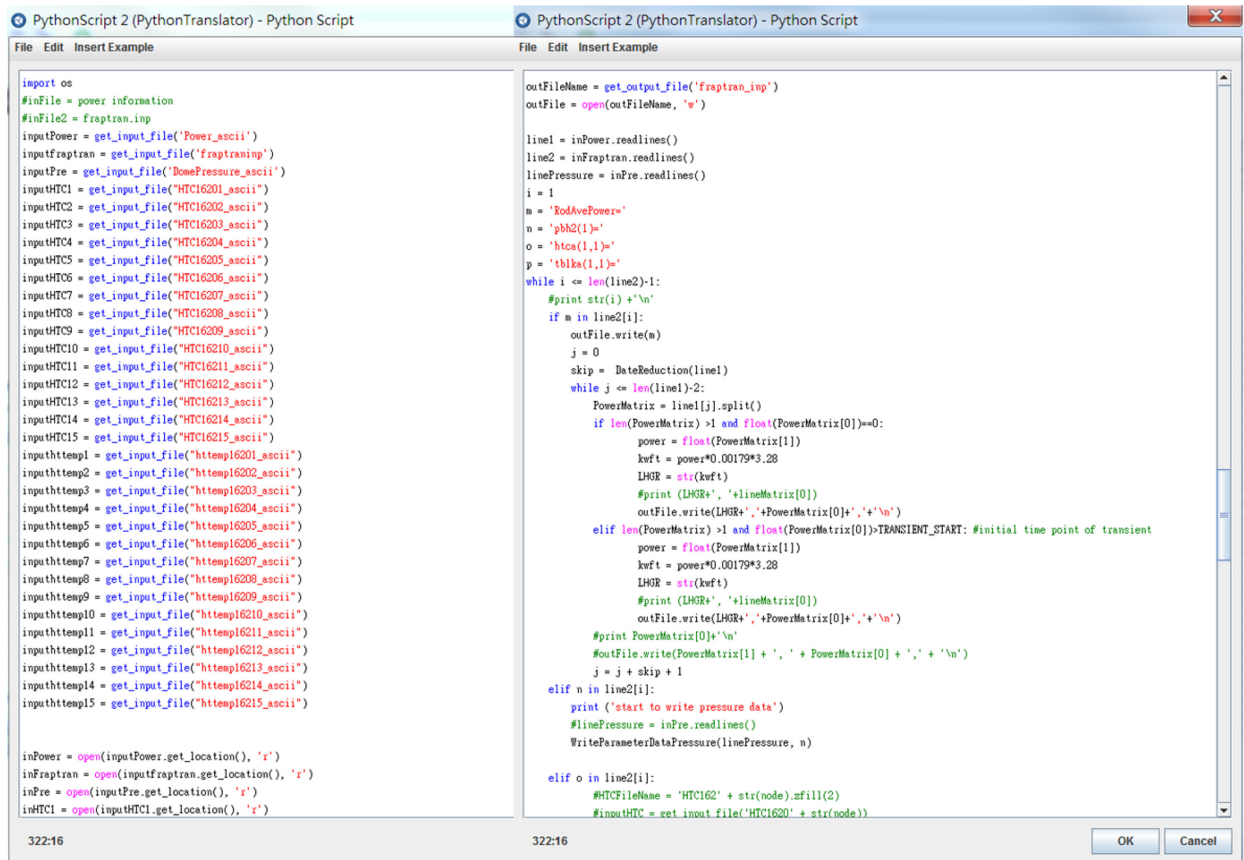 PythonScript 2 (PythonTranslator) - Python Script
File Edit Insert Example
import os
#inFile = power information
#inFile2 = fraptran.inp
inputPower = get_input_file('Power_ascii')
inputfraptran = get_input_file('fraptraninp')
inputPre = get_input_file('DomePressure_ascii')
inputHTC1 = get_input_file("HTC16201_ascii")
inputHTC2 = get_input_file("HTC16202_ascii")
inputHTC3 = get_input_file("HTC16203_ascii")
inputHTC4 = get_input_file("HTC16204_ascii")
inputHTC5 = get_input_file("HTC16205_ascii")
inputHTC6 = get_input_file("HTC16206_ascii")
inputHTC7 = get_input_file("HTC16207_ascii")
inputHTC8 = get_input_file("HTC16208_ascii")
inputHTC9 = get_input_file("HTC16209_ascii")
inputHTC10 = get_input_file("HTC16210_ascii")
inputHTC11 = get_input_file("HTC16211_ascii")
inputHTC12 = get_input_file("HTC16212_ascii")
inputHTC13 = get_input_file("HTC16213_ascii")
inputHTC14 = get_input_file("HTC16214_ascii")
inputHTC15 = get_input_file("HTC16215_ascii")
inputhttemp1 = get_input_file("httemp16201_ascii")
inputhttemp2 = get_input_file("httemp16202_ascii")
inputhttemp3 = get_input_file("httemp16203_ascii")
inputhttemp4 = get_input_file("httemp16204_ascii")
inputhttemp5 = get_input_file("httemp16205_ascii")
inputhttemp6 = get_input_file("httemp16206_ascii")
inputhttemp7 = get_input_file("httemp16207_ascii")
inputhttemp8 = get_input_file("httemp16208_ascii")
inputhttemp9 = get_input_file("httemp16209_ascii")
inputhttemp10 = get_input_file("httemp16210_ascii")
inputhttemp11 = get_input_file("httemp16211_ascii")
inputhttemp12 = get_input_file("httemp16212_ascii")
inputhttemp13 = get_input_file("httemp16213_ascii")
inputhttemp14 = get_input_file("httemp16214_ascii")
inputhttemp15 = get_input_file("httemp16215_ascii")
inPower = open(inputPower.get_location(), 'r')
inFraptran = open(inputfraptran.get_location(), 'r')
inPre = open(inputPre.get_location(), 'r')
inHTC1 = open(inputHTC1.get_location(), 'r')
322:16
PythonScript 2 (PythonTranslator) - Python Script
File Edit Insert Example
outFileName = get_output_file('fraptran_inp')
outFile = open(outFileName, 'w')
line1 = inPower.readlines()
line2 = inFraptran.readlines()
linePressure = inPre.readlines()
i = 1
m = 'RodAvePower='
n = 'pbh2(1)='
o = 'htca(1,1)='
p = 'tblka(1,1)='
while i <= len(line2)-1:
#print str(i) +'\n'
if m in line2[i]:
outFile.write(m)
j = 0
skip = DateReduction(line1)
while j <= len(line1)-2:
PowerMatrix = line1[j].split()
if len(PowerMatrix) >1 and float(PowerMatrix[0])==0:
power = float(PowerMatrix[1])
kwft = power*0.00179*3.28
LHGR = str(kwft)
#print (LHGR+', '+lineMatrix[0])
outFile.write(LHGR+','+PowerMatrix[0]+','+'\n')
elif len(PowerMatrix) >1 and float(PowerMatrix[0])>TRANSIENT_START: #initial time point of transient
power = float(PowerMatrix[1])
kwft = power*0.00179*3.28
LHGR = str(kwft)
#print (LHGR+', '+lineMatrix[0])
outFile.write(LHGR+','+PowerMatrix[0]+','+'\n')
#print PowerMatrix[0]+'\n'
#outFile.write(PowerMatrix[1] + ', ' + PowerMatrix[0] + ',' + '\n')
j = j + skip + 1
elif n in line2[i]:
print ('start to write pressure data')
#linePressure = inPre.readlines()
WriteParameterDataPressure(linePressure, n)
elif o in line2[i]:
#HTCFileName = 'HTC162' + str(node).zfill(2)
#inputHTC = get_input_file('HTC1620' + str(node))
322:16
OK Cancel